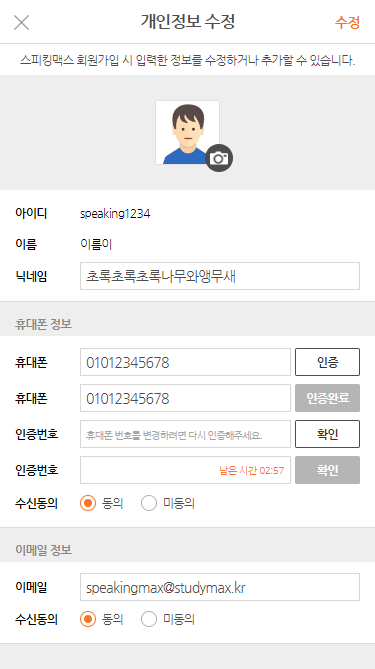 개인정보 수정 수정
스피킹맥스 회원가입 시 입력한 정보를 수정하거나 추가할 수 있습니다.
아이디 speaking1234
이름 이름이
닉네임 초록초록초록나무와앵무새
휴대폰 정보
휴대폰 01012345678 인증
휴대폰 01012345678 인증완료
인증번호 휴대폰 번호를 변경하려면 다시 인증해주세요. 확인
인증번호 남은 시간 02:57 확인
수신동의 동의 미동의
이메일 정보
이메일 speakingmax@studymax.kr
수신동의 동의 미동의